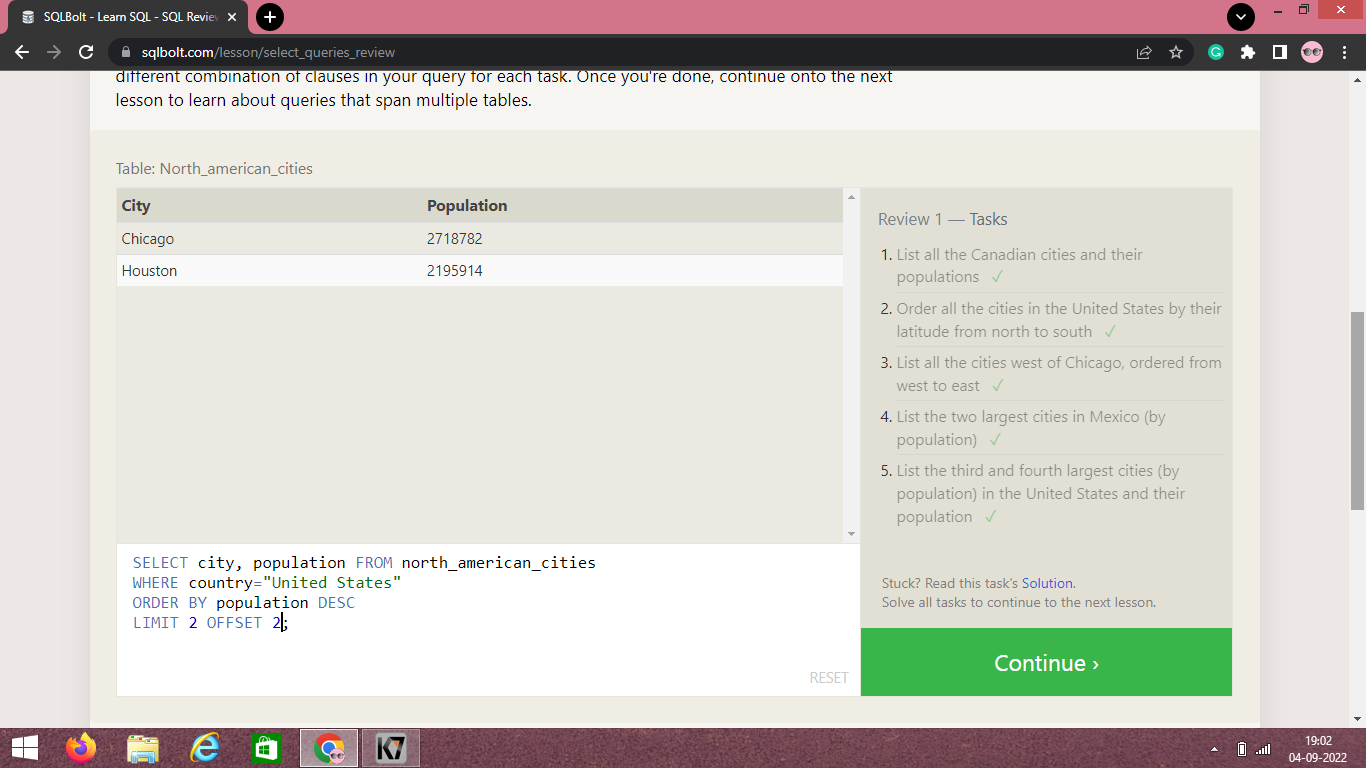 SQLBolt - Learn SQL - SQL Review
sqlbolt.com/lesson/select_queries_review
different combination of clauses in your query for each task. Once you're done, continue onto the next
lesson to learn about queries that span multiple tables.
Table: North_american_cities
City Population
Chicago 2718782
Houston 2195914
Review 1 — Tasks
1. List all the Canadian cities and their
populations ✓
2. Order all the cities in the United States by their
latitude from north to south ✓
3. List all the cities west of Chicago, ordered from
west to east ✓
4. List the two largest cities in Mexico (by
population) ✓
5. List the third and fourth largest cities (by
population) in the United States and their
population ✓
SELECT city, population FROM north_american_cities
WHERE country="United States"
ORDER BY population DESC
LIMIT 2 OFFSET 2;
RESET
Stuck? Read this task's Solution.
Solve all tasks to continue to the next lesson.
Continue ›
K7
19:02
04-09-2022